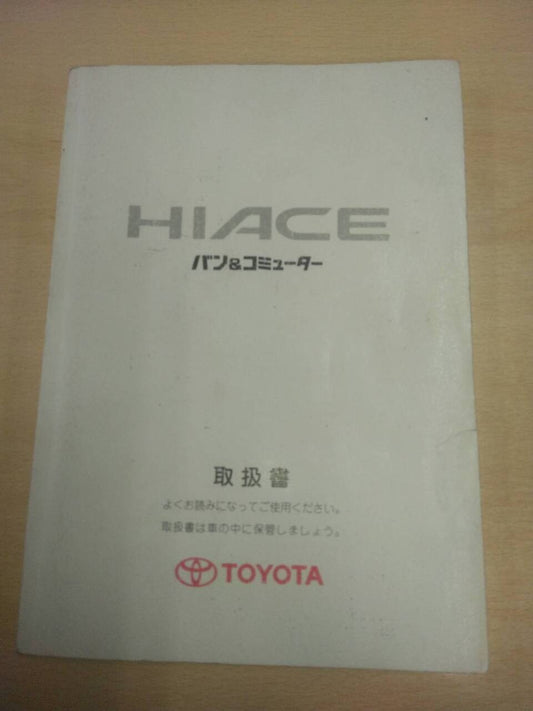 HIACE
バン&コミューター
取扱書
よくお読みになってご使用ください。
取扱書は車の中に保管しましょう。
TOYOTA